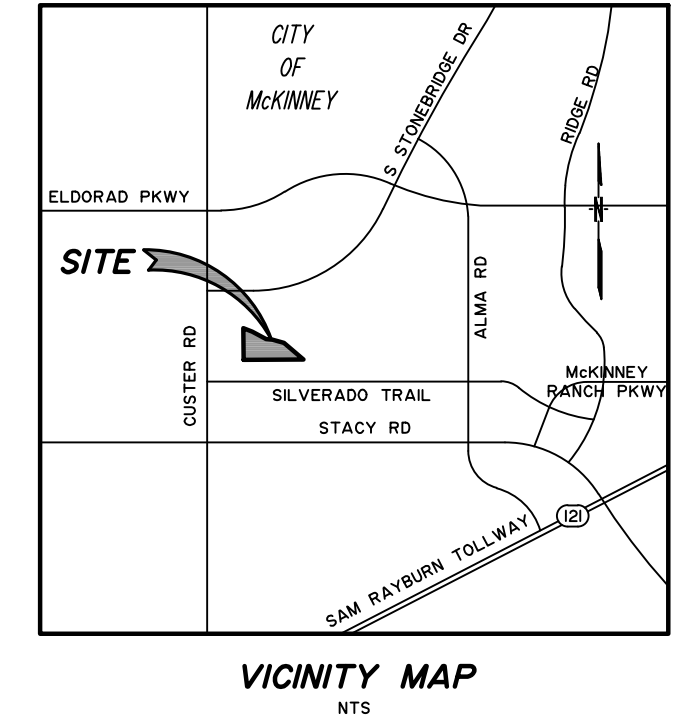 CITY
OF
McKINNEY
S STONEBRIDGE DR
RIDGE RD
ELDORAD PKWY
N
SITE
ALMA RD
CUSTER RD
McKINNEY
RANCH PKWY
SILVERADO TRAIL
STACY RD
121
SAM RAYBURN TOLLWAY
VICINITY MAP
NTS